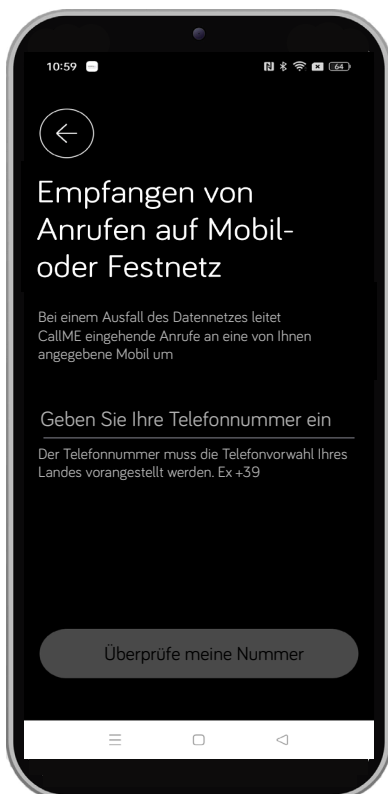 10:59
64
Empfangen von
Anrufen auf Mobil-
oder Festnetz
Bei einem Ausfall des Datennetzes leitet
CallME eingehende Anrufe an eine von Ihnen
angegebene Mobil um
Geben Sie Ihre Telefonnummer ein
Der Telefonnummer muss die Telefonvorwahl Ihres
Landes vorangestellt werden. Ex +39
Überprüfe meine Nummer